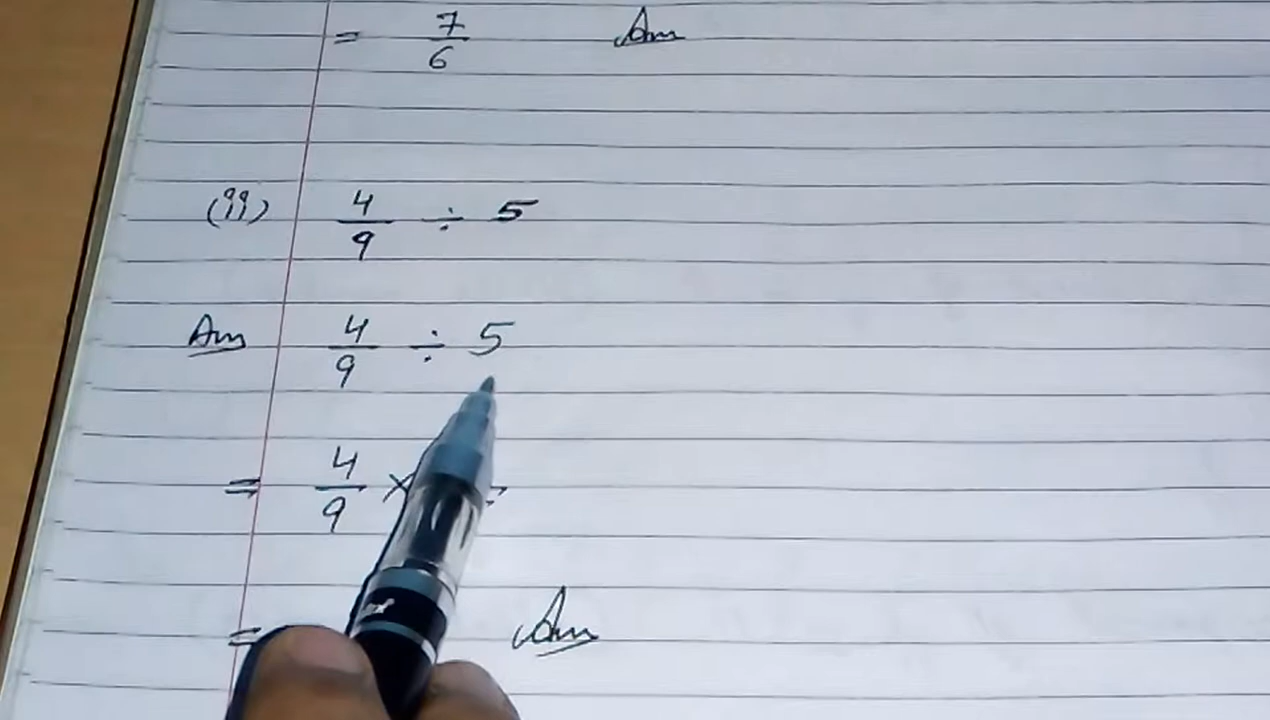 = 7/6 Ans
(ii) 4/9 ÷ 5
Ans 4/9 ÷ 5
= 4/9 ×
= Ans